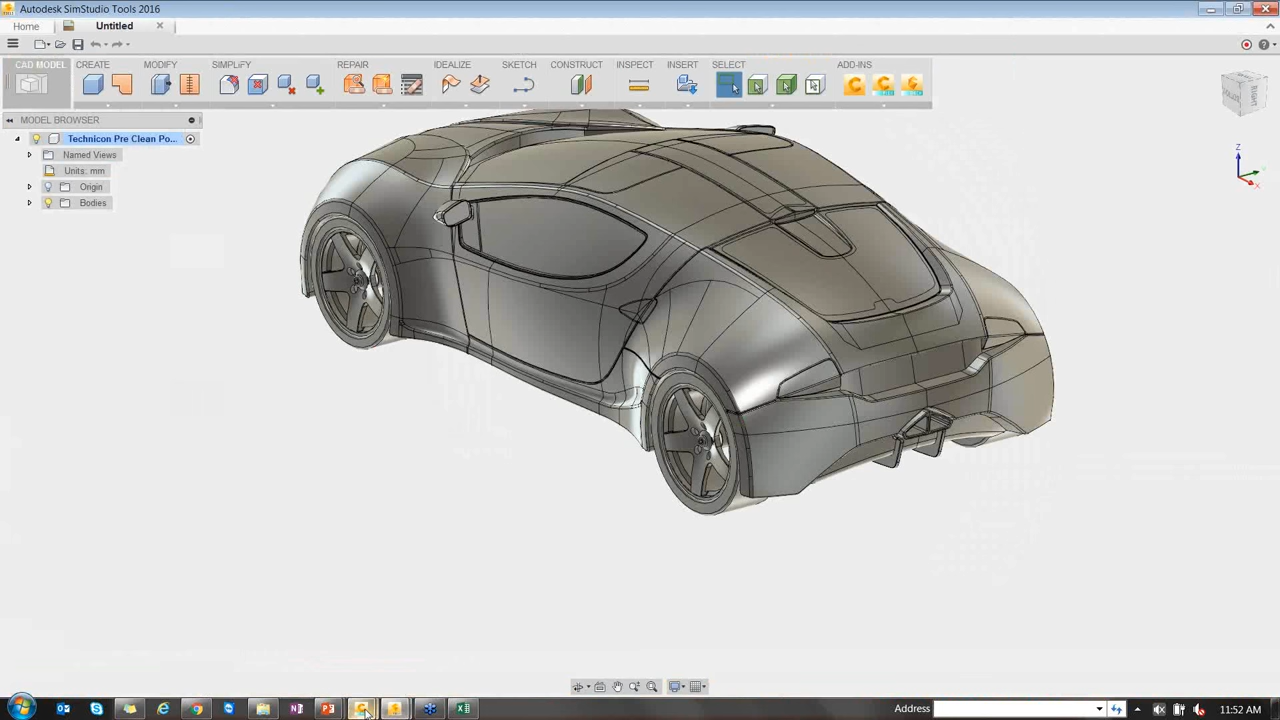 Autodesk SimStudio Tools 2016
Home
Untitled
CAD MODEL
CREATE
MODIFY
SIMPLIFY
REPAIR
IDEALIZE
SKETCH
CONSTRUCT
INSPECT
INSERT
SELECT
ADD-INS
MODEL BROWSER
Technicon Pre Clean Po...
Named Views
Units: mm
Origin
Bodies
RIGHT
Z
Address
11:52 AM